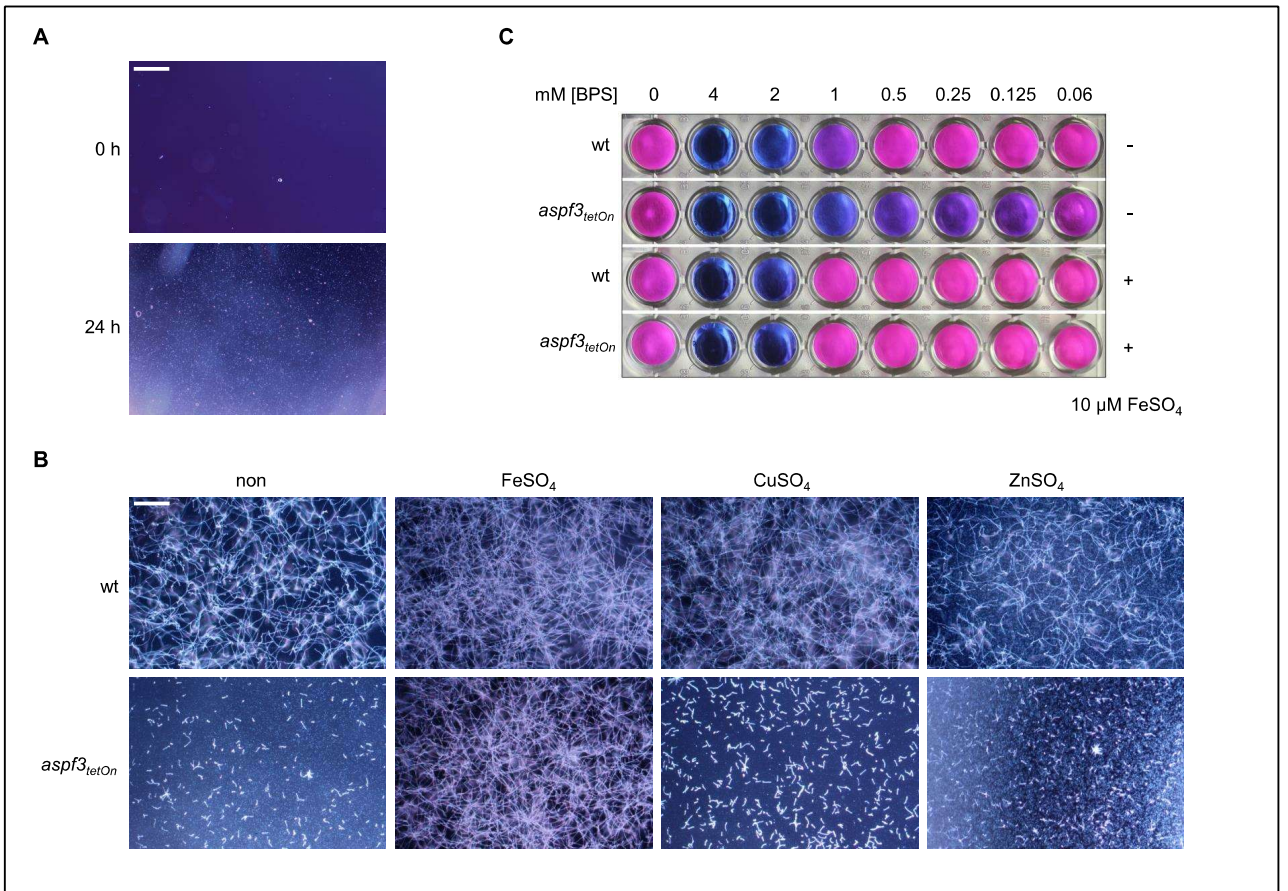 A
0 h
24 h
C
mM [BPS] 0 4 2 1 0.5 0.25 0.125 0.06
wt -
aspf3tetOn -
wt +
aspf3tetOn +
10 µM FeSO4
B
non FeSO4 CuSO4 ZnSO4
wt
aspf3tetOn